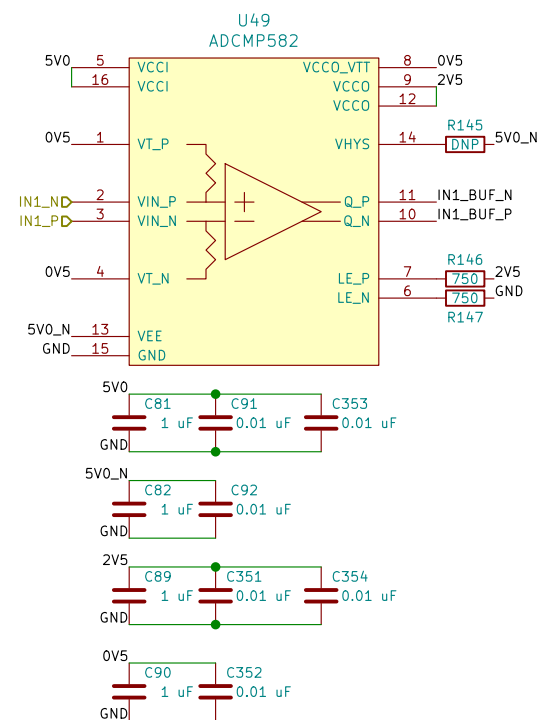 U49
ADCMP582
5V0 5 VCCI VCCO_VTT 8 0V5
16 VCCI VCCO 9 2V5
VCCO 12
0V5 1 VT_P VHYS 14 R145 DNP 5V0_N
IN1_N 2 VIN_P + Q_P 11 IN1_BUF_N
IN1_P 3 VIN_N − Q_N 10 IN1_BUF_P
0V5 4 VT_N LE_P 7 R146 750 2V5
LE_N 6 750 GND
R147
5V0_N 13 VEE
GND 15 GND
5V0
C81 C91 C353
1 uF 0.01 uF 0.01 uF
GND
5V0_N
C82 C92
1 uF 0.01 uF
GND
2V5
C89 C351 C354
1 uF 0.01 uF 0.01 uF
GND
0V5
C90 C352
1 uF 0.01 uF
GND